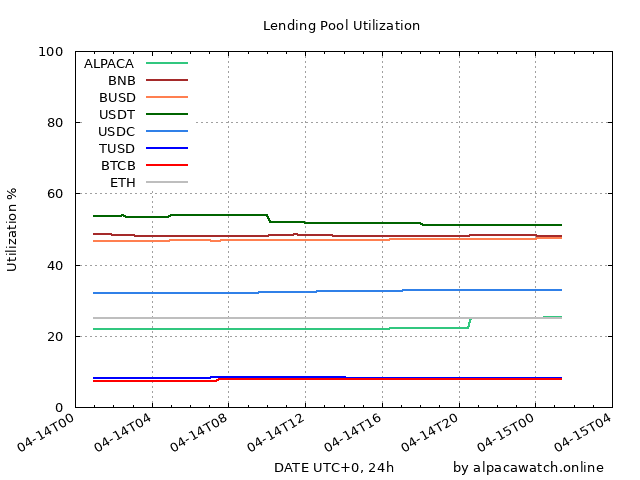 Lending Pool Utilization
100
80
60
40
20
0
Utilization %
ALPACA
BNB
BUSD
USDT
USDC
TUSD
BTCB
ETH
04-14T00
04-14T04
04-14T08
04-14T12
04-14T16
04-14T20
04-15T00
04-15T04
DATE UTC+0, 24h
by alpacawatch.online